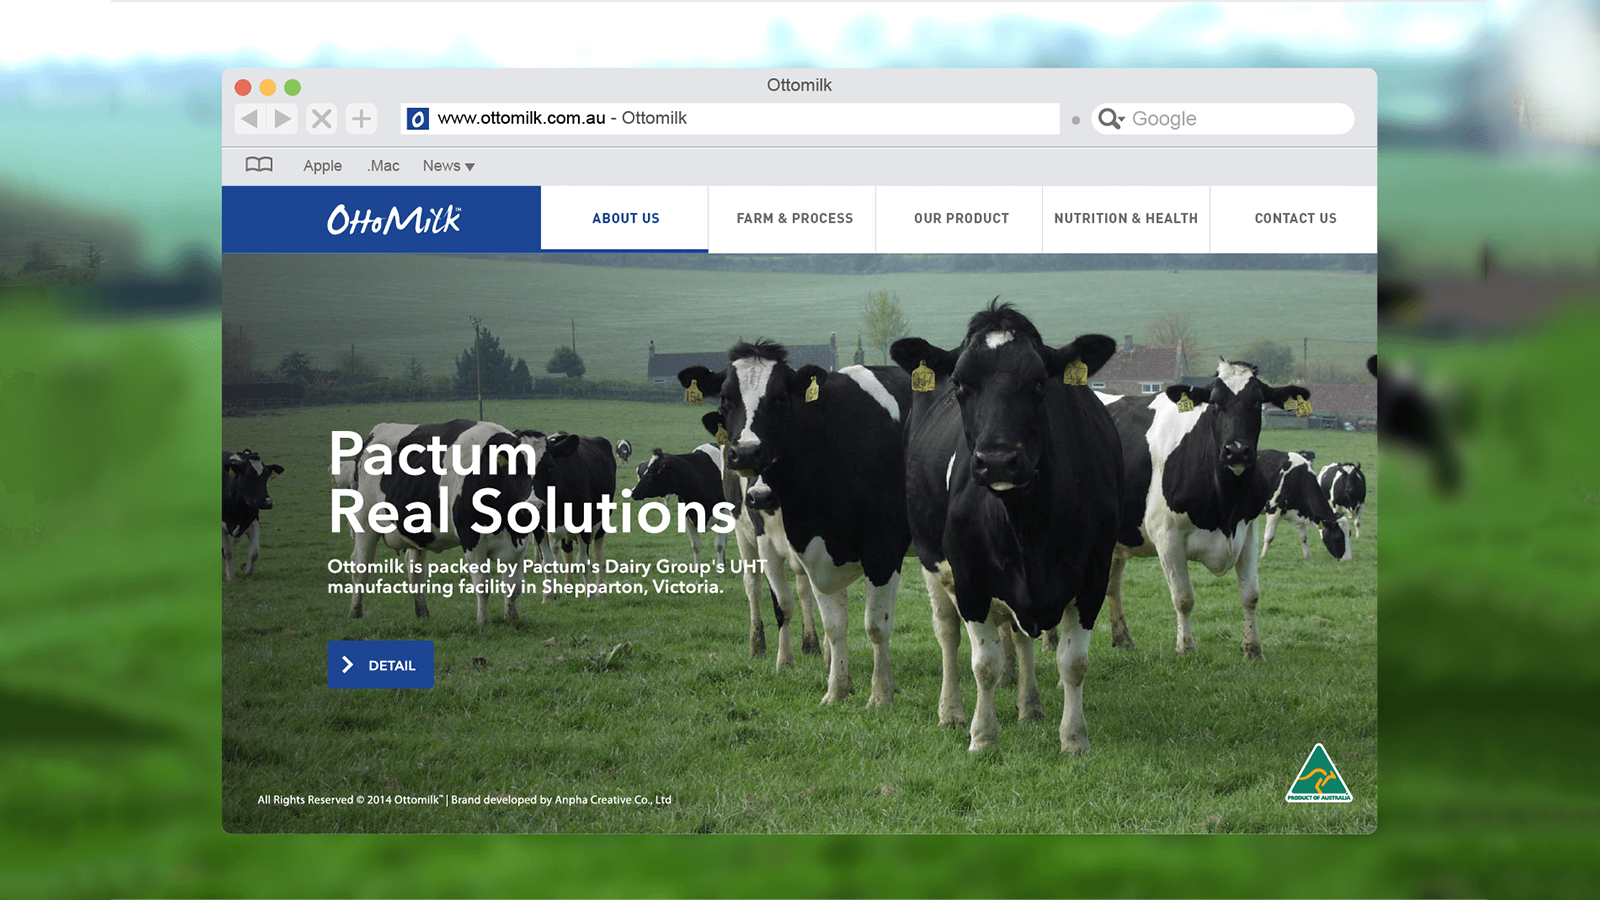 Ottomilk
www.ottomilk.com.au - Ottomilk
Google
Apple .Mac News
OttoMilk™
ABOUT US
FARM & PROCESS
OUR PRODUCT
NUTRITION & HEALTH
CONTACT US
Pactum
Real Solutions
Ottomilk is packed by Pactum's Dairy Group's UHT
manufacturing facility in Shepparton, Victoria.
DETAIL
All Rights Reserved © 2014 Ottomilk™ | Brand developed by Anpha Creative Co., Ltd
PRODUCT OF AUSTRALIA
154